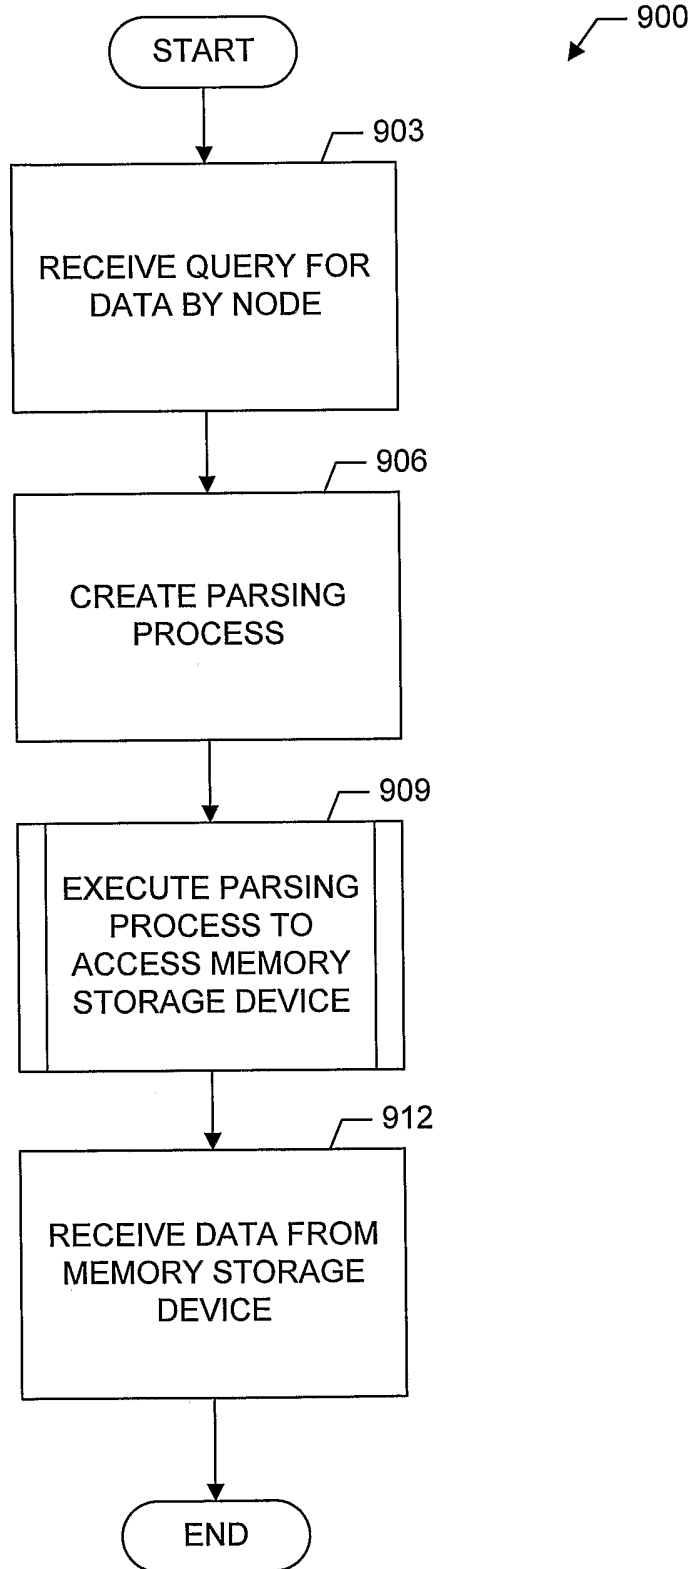 START
900
903
RECEIVE QUERY FOR
DATA BY NODE
906
CREATE PARSING
PROCESS
909
EXECUTE PARSING
PROCESS TO
ACCESS MEMORY
STORAGE DEVICE
912
RECEIVE DATA FROM
MEMORY STORAGE
DEVICE
END